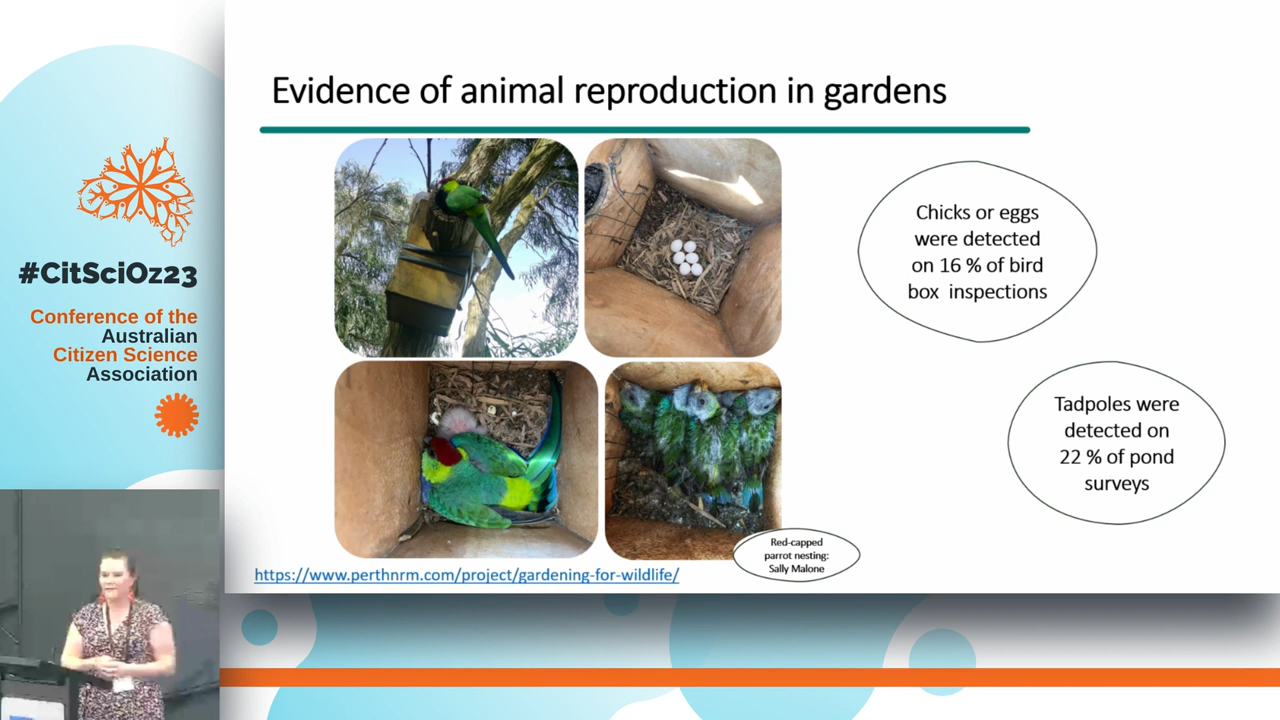 #CitSciOz23
Conference of the
Australian
Citizen Science
Association
Evidence of animal reproduction in gardens
Chicks or eggs
were detected
on 16 % of bird
box inspections
Tadpoles were
detected on
22 % of pond
surveys
Red-capped
parrot nesting:
Sally Malone
https://www.perthnrm.com/project/gardening-for-wildlife/